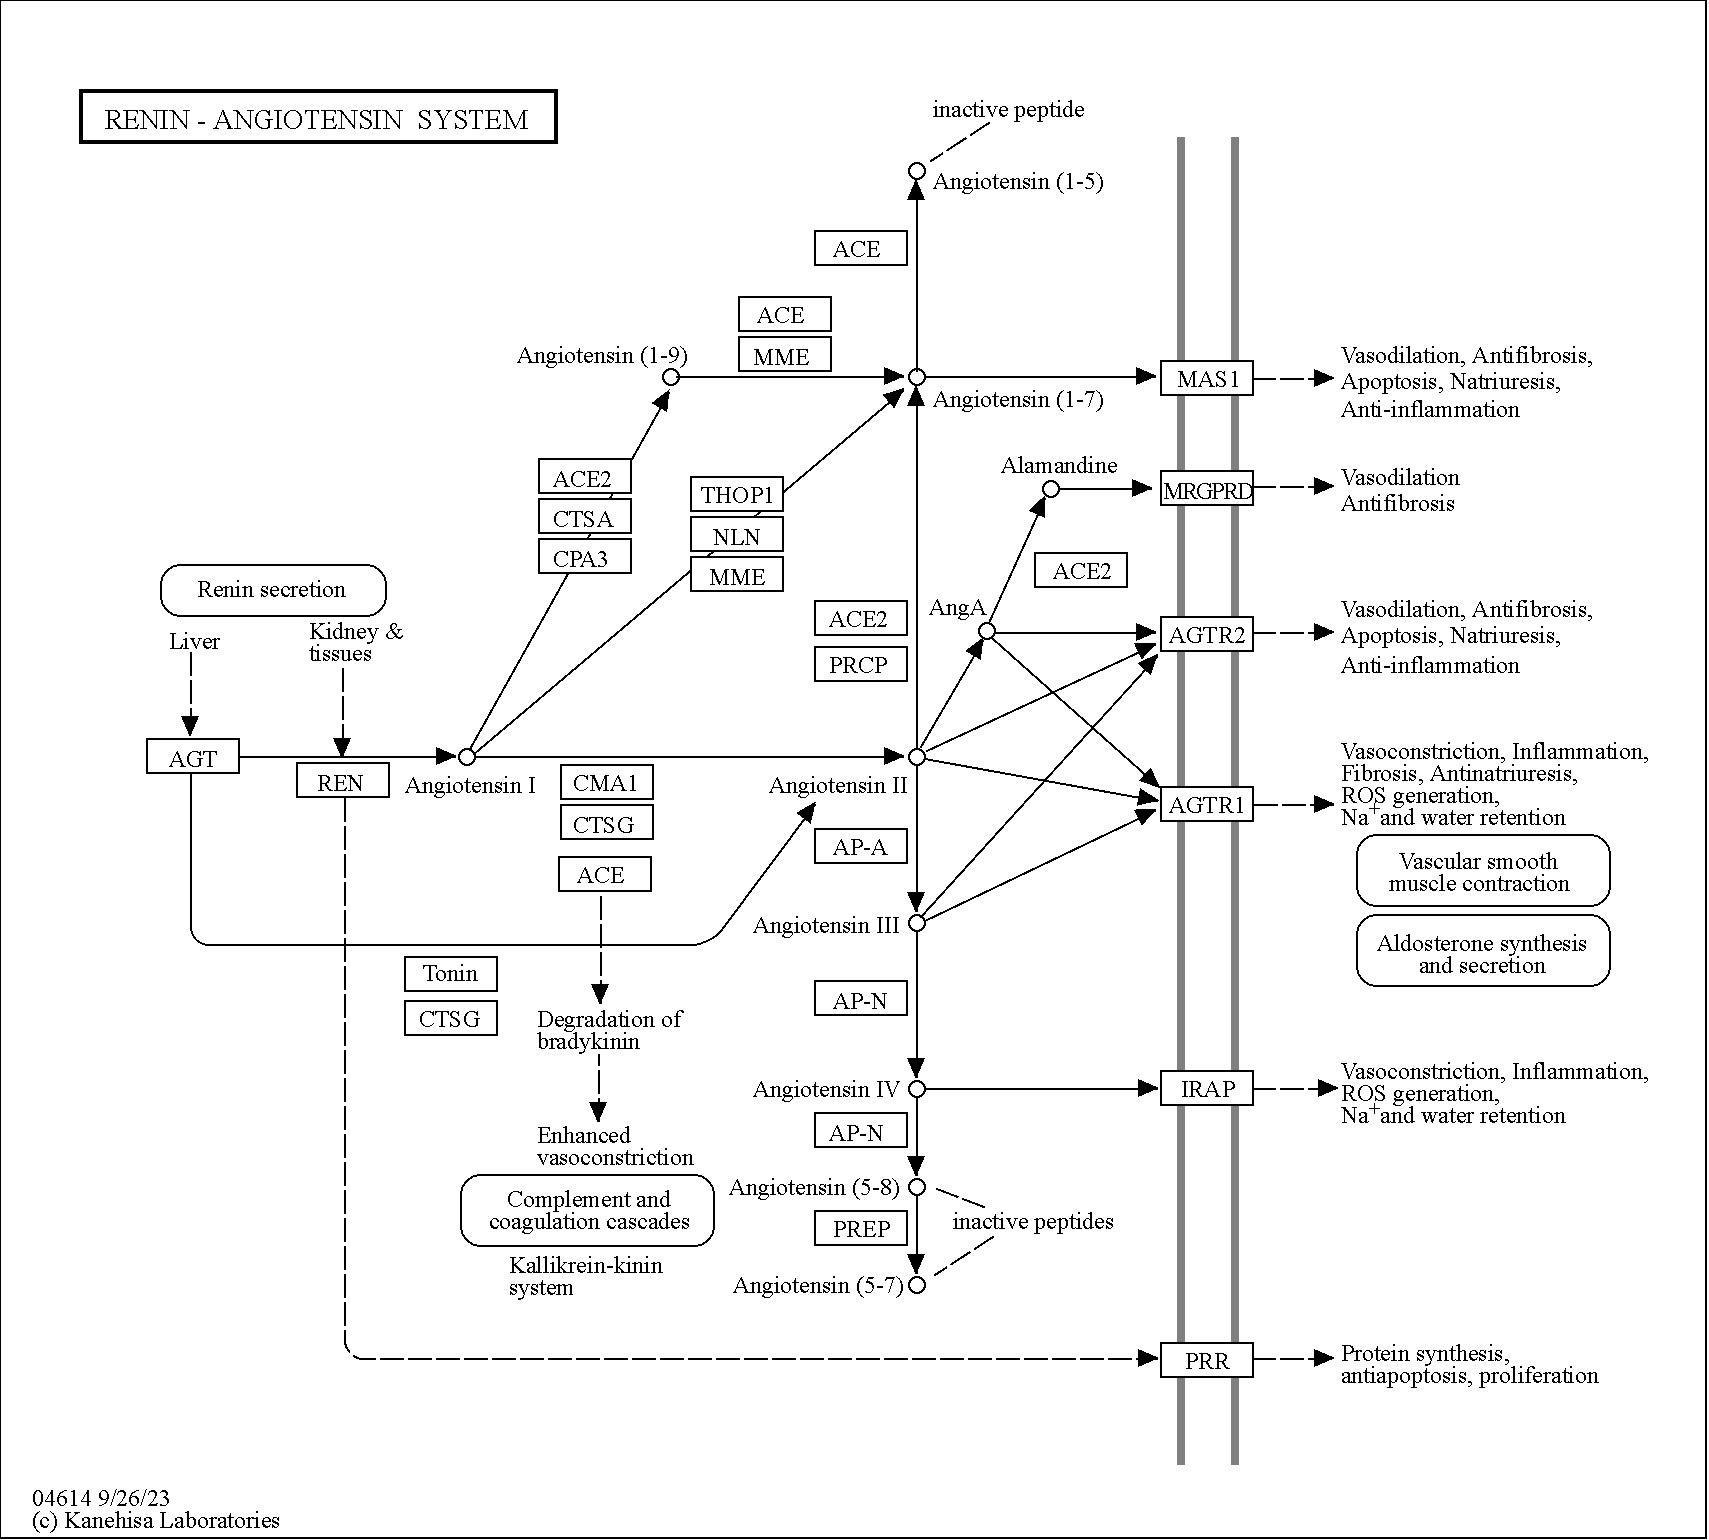 RENIN - ANGIOTENSIN SYSTEM
inactive peptide
Angiotensin (1-5)
ACE
ACE
MME
Angiotensin (1-9)
Angiotensin (1-7)
MAS1
Vasodilation, Antifibrosis,
Apoptosis, Natriuresis,
Anti-inflammation
ACE2
CTSA
CPA3
THOP1
NLN
MME
Alamandine
MRGPRD
Vasodilation
Antifibrosis
ACE2
Renin secretion
Liver
Kidney &
tissues
ACE2
PRCP
AngA
AGTR2
Vasodilation, Antifibrosis,
Apoptosis, Natriuresis,
Anti-inflammation
AGT
REN
Angiotensin I
CMA1
CTSG
ACE
Angiotensin II
AP-A
AGTR1
Vasoconstriction, Inflammation,
Fibrosis, Antinatriuresis,
ROS generation,
Na+ and water retention
Vascular smooth
muscle contraction
Aldosterone synthesis
and secretion
Angiotensin III
Tonin
CTSG
Degradation of
bradykinin
AP-N
Angiotensin IV
IRAP
Vasoconstriction, Inflammation,
ROS generation,
Na+ and water retention
Enhanced
vasoconstriction
AP-N
Complement and
coagulation cascades
Kallikrein-kinin
system
Angiotensin (5-8)
PREP
inactive peptides
Angiotensin (5-7)
PRR
Protein synthesis,
antiapoptosis, proliferation
04614 9/26/23
(c) Kanehisa Laboratories